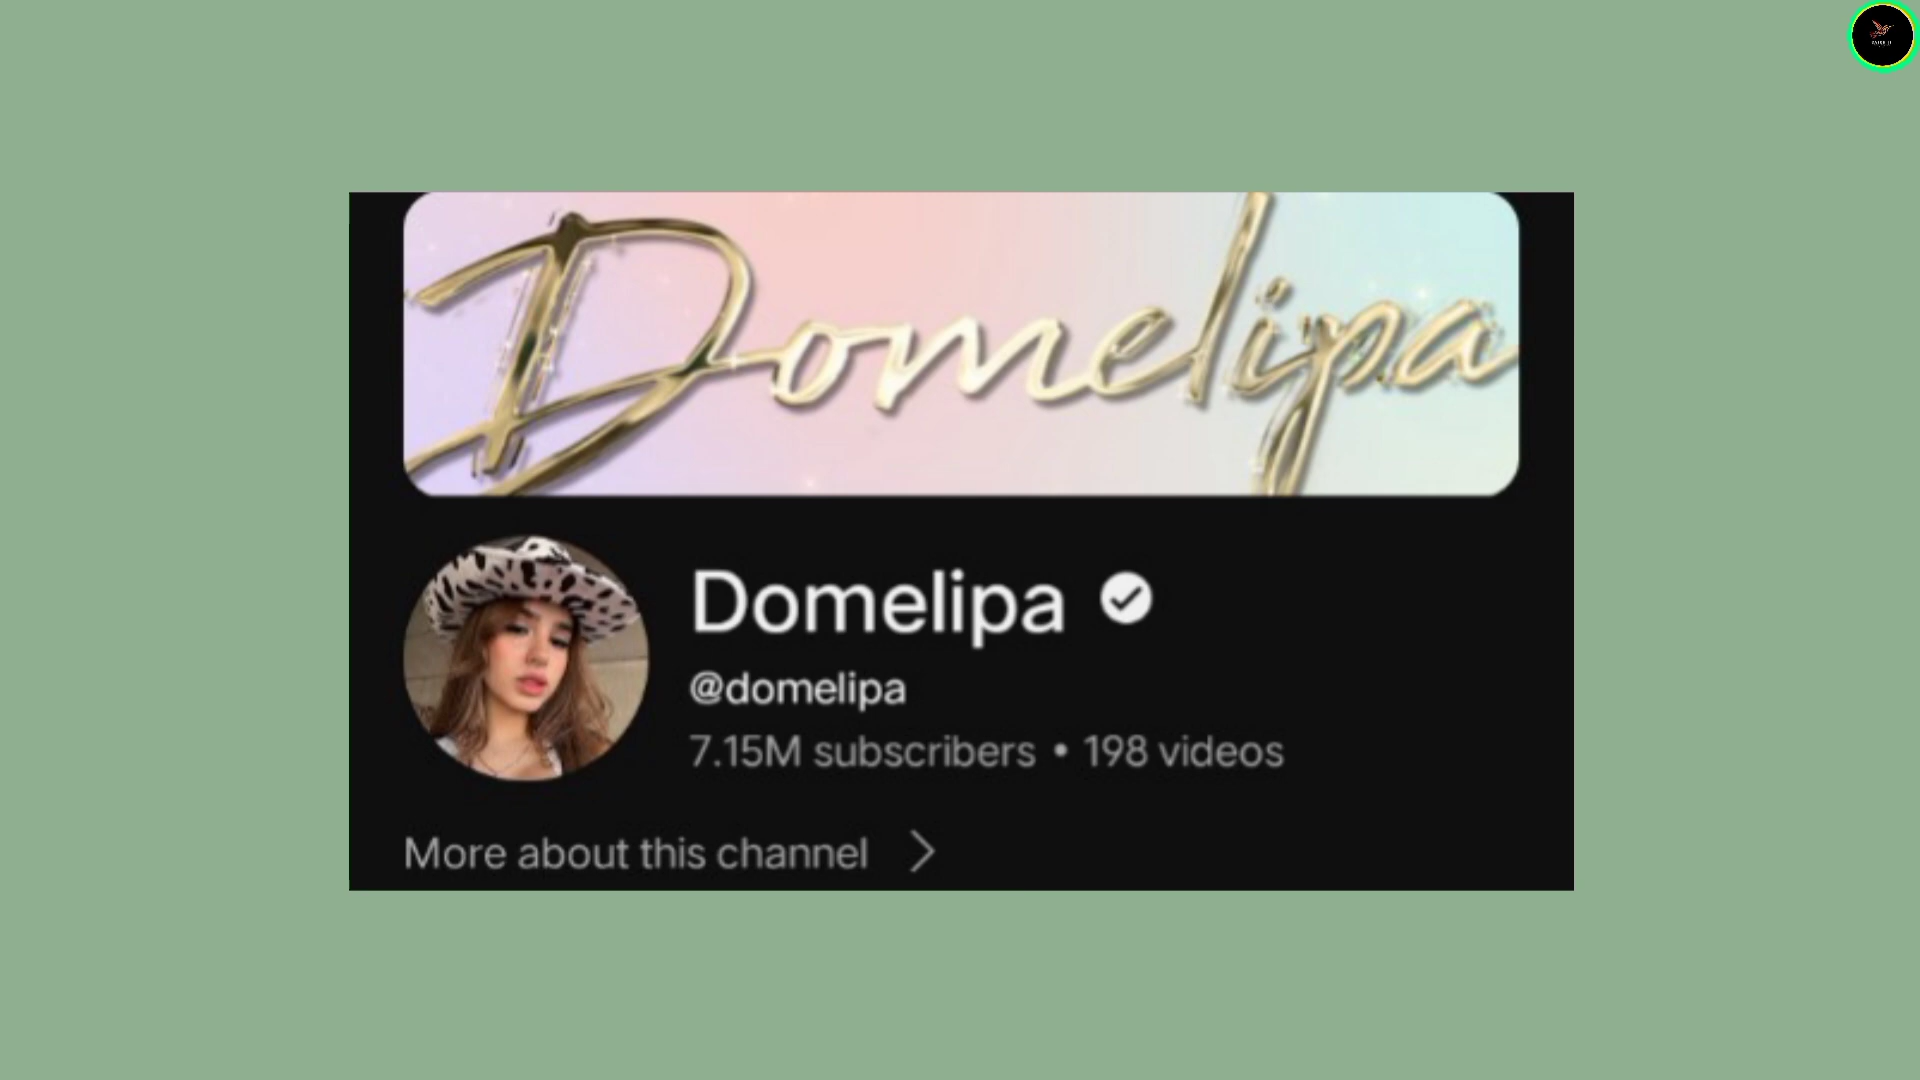 Domelipa
Domelipa
@domelipa
7.15M subscribers • 198 videos
More about this channel